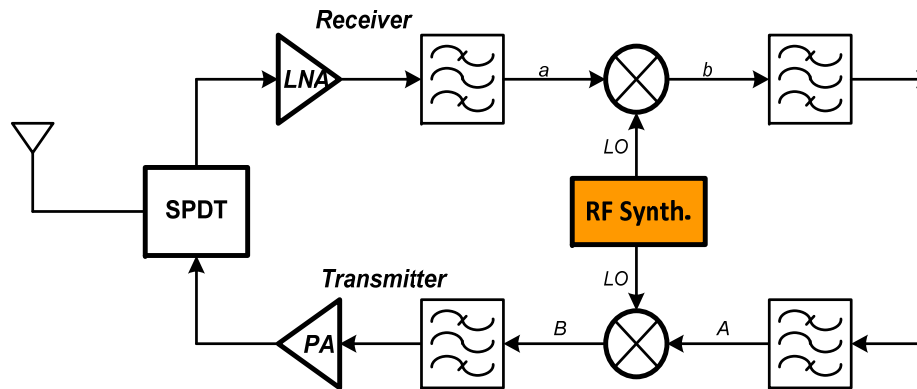 Receiver
LNA
a
b
LO
SPDT
RF Synth.
LO
Transmitter
PA
B
A